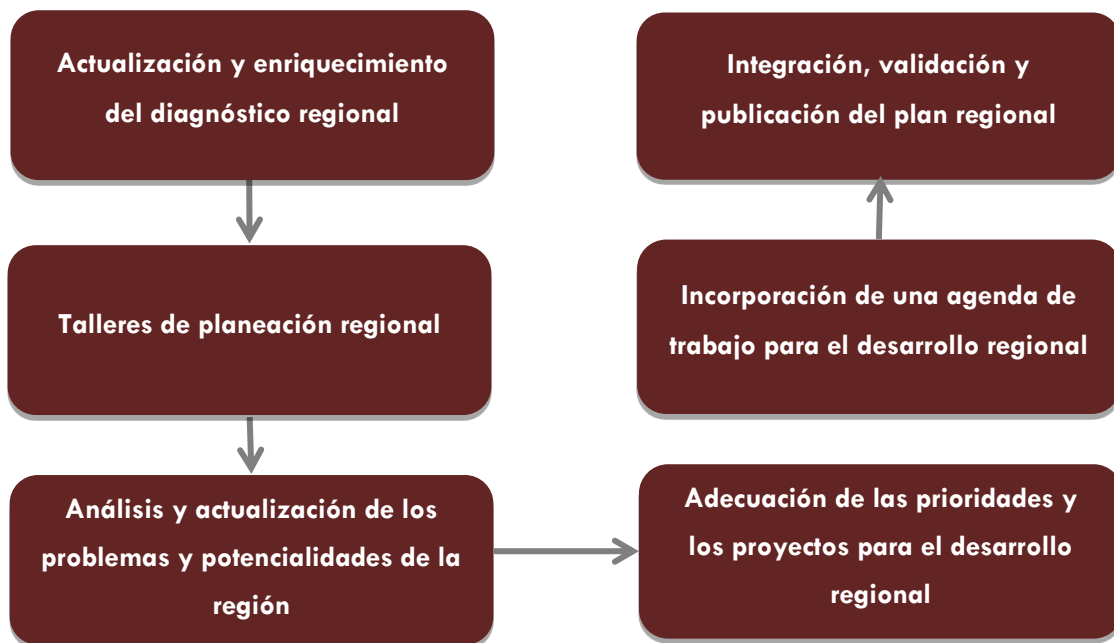 Actualización y enriquecimiento
del diagnóstico regional
Talleres de planeación regional
Análisis y actualización de los
problemas y potencialidades de la
región
Adecuación de las prioridades y
los proyectos para el desarrollo
regional
Incorporación de una agenda de
trabajo para el desarrollo regional
Integración, validación y
publicación del plan regional